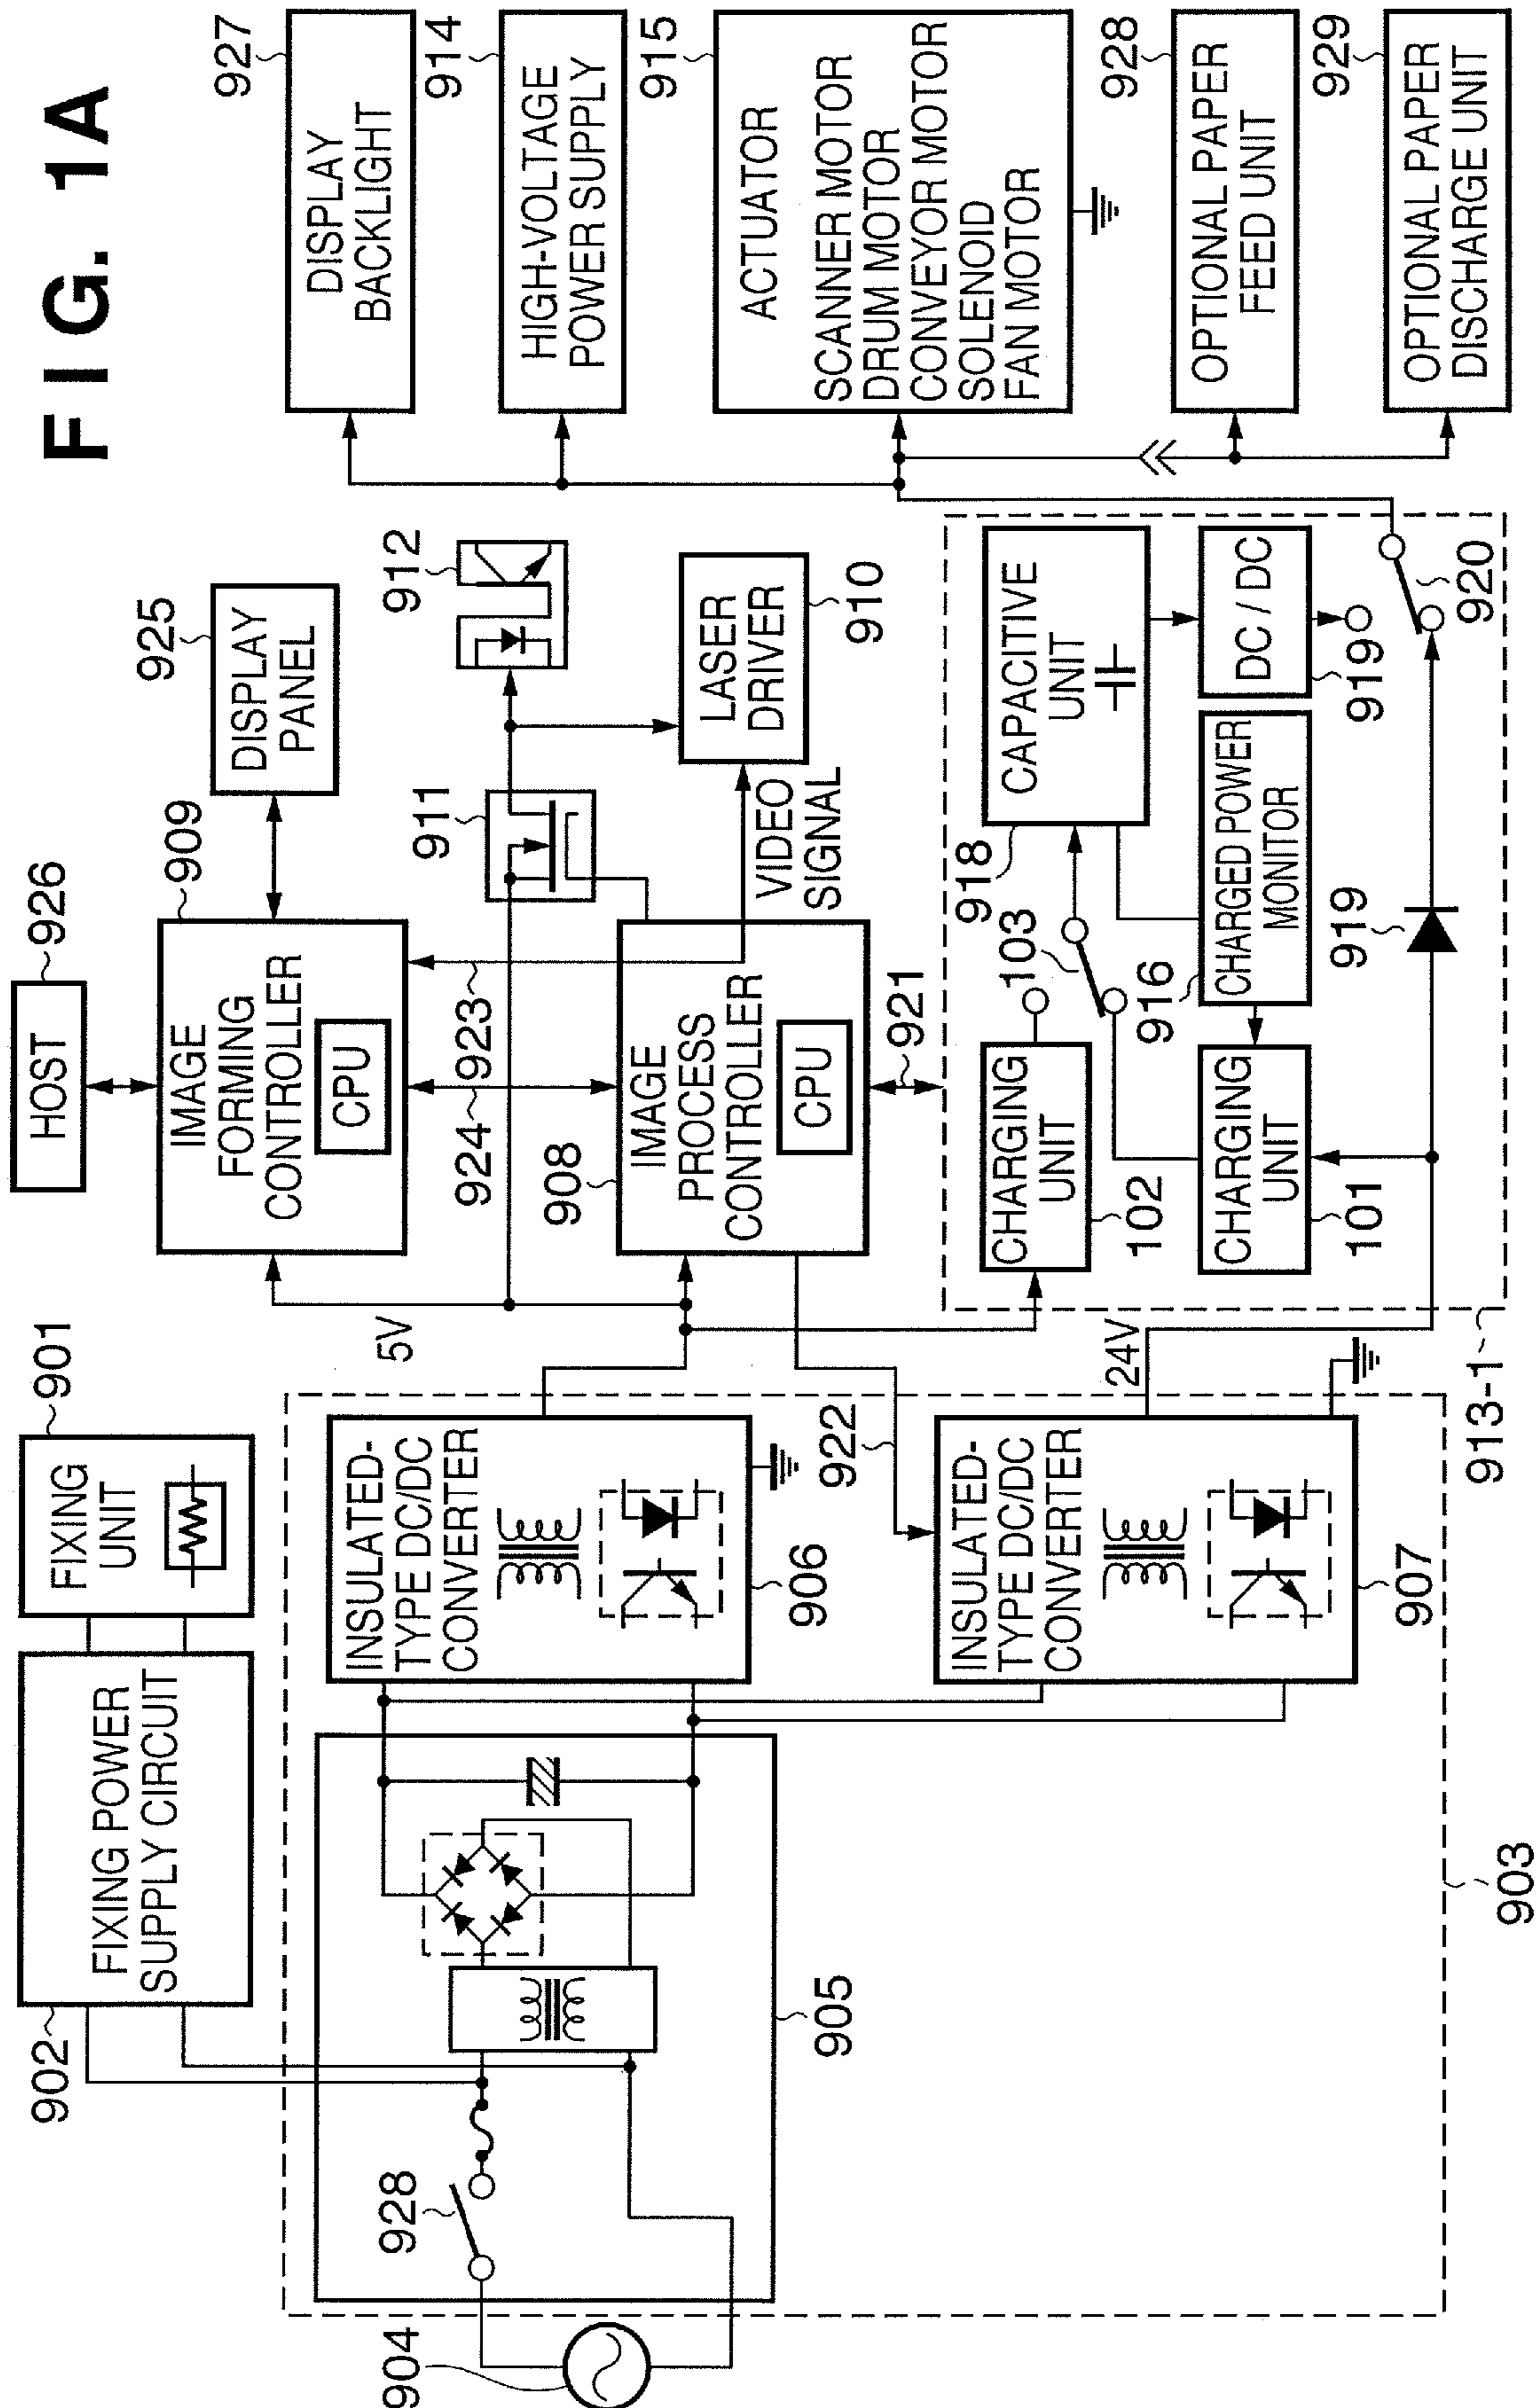 FIG. 1A
901
FIXING
UNIT
902
FIXING POWER
SUPPLY CIRCUIT
903
904
928
905
INSULATED-
TYPE DC/DC
CONVERTER
906
INSULATED-
TYPE DC/DC
CONVERTER
907
922
5V
24V
HOST
926
IMAGE
FORMING
CONTROLLER
CPU
909
DISPLAY
PANEL
925
924
923
911
912
IMAGE
PROCESS
CONTROLLER
CPU
908
VIDEO
SIGNAL
LASER
DRIVER
910
921
CHARGING
UNIT
102
103
CHARGING
UNIT
101
918
CAPACITIVE
UNIT
916
CHARGED POWER
MONITOR
DC / DC
919
919
920
913-1
DISPLAY
BACKLIGHT
927
HIGH-VOLTAGE
POWER SUPPLY
914
ACTUATOR
SCANNER MOTOR
DRUM MOTOR
CONVEYOR MOTOR
SOLENOID
FAN MOTOR
915
OPTIONAL PAPER
FEED UNIT
928
OPTIONAL PAPER
DISCHARGE UNIT
929